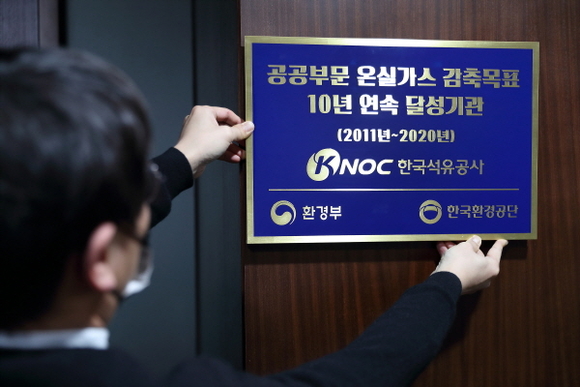 공공부문 온실가스 감축목표
10년 연속 달성기관
(2011년~2020년)
KNOC 한국석유공사
환경부 한국환경공단